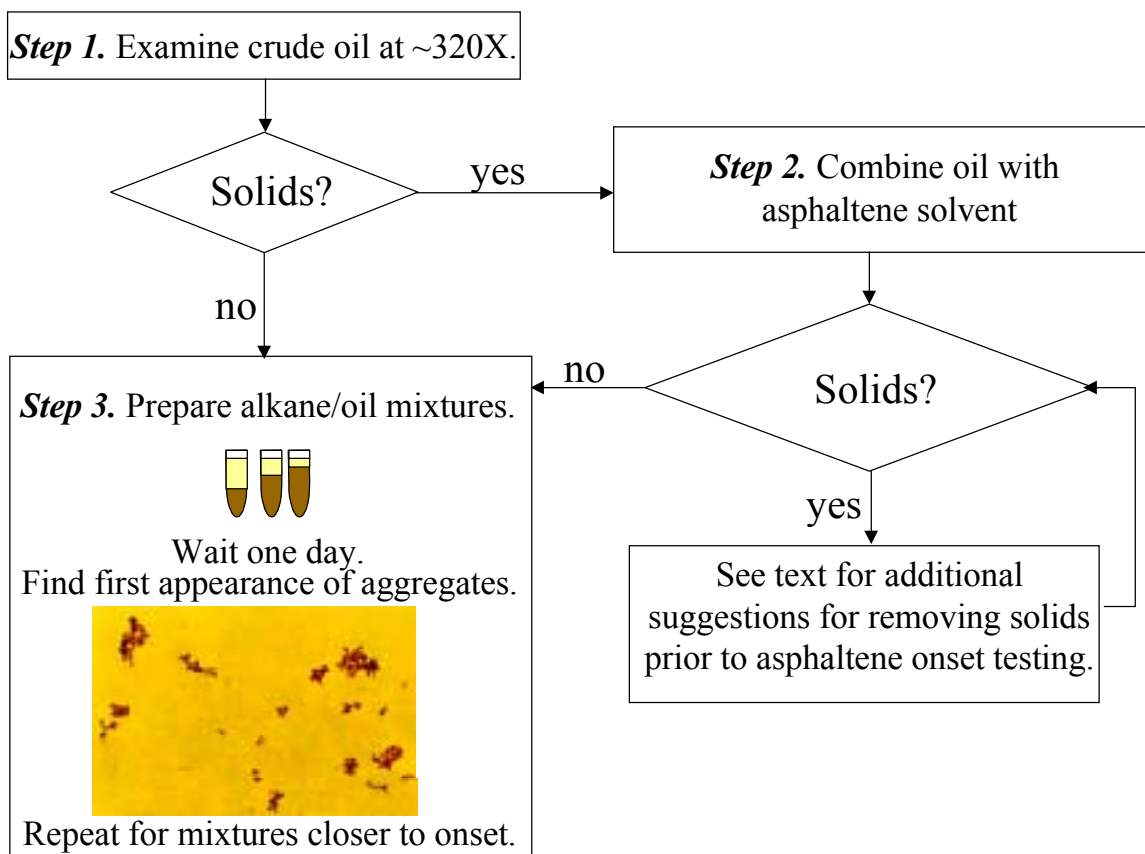 Step 1. Examine crude oil at ~320X.
Solids?
yes
no
Step 2. Combine oil with
asphaltene solvent
Solids?
no
yes
See text for additional
suggestions for removing solids
prior to asphaltene onset testing.
Step 3. Prepare alkane/oil mixtures.
Wait one day.
Find first appearance of aggregates.
Repeat for mixtures closer to onset.